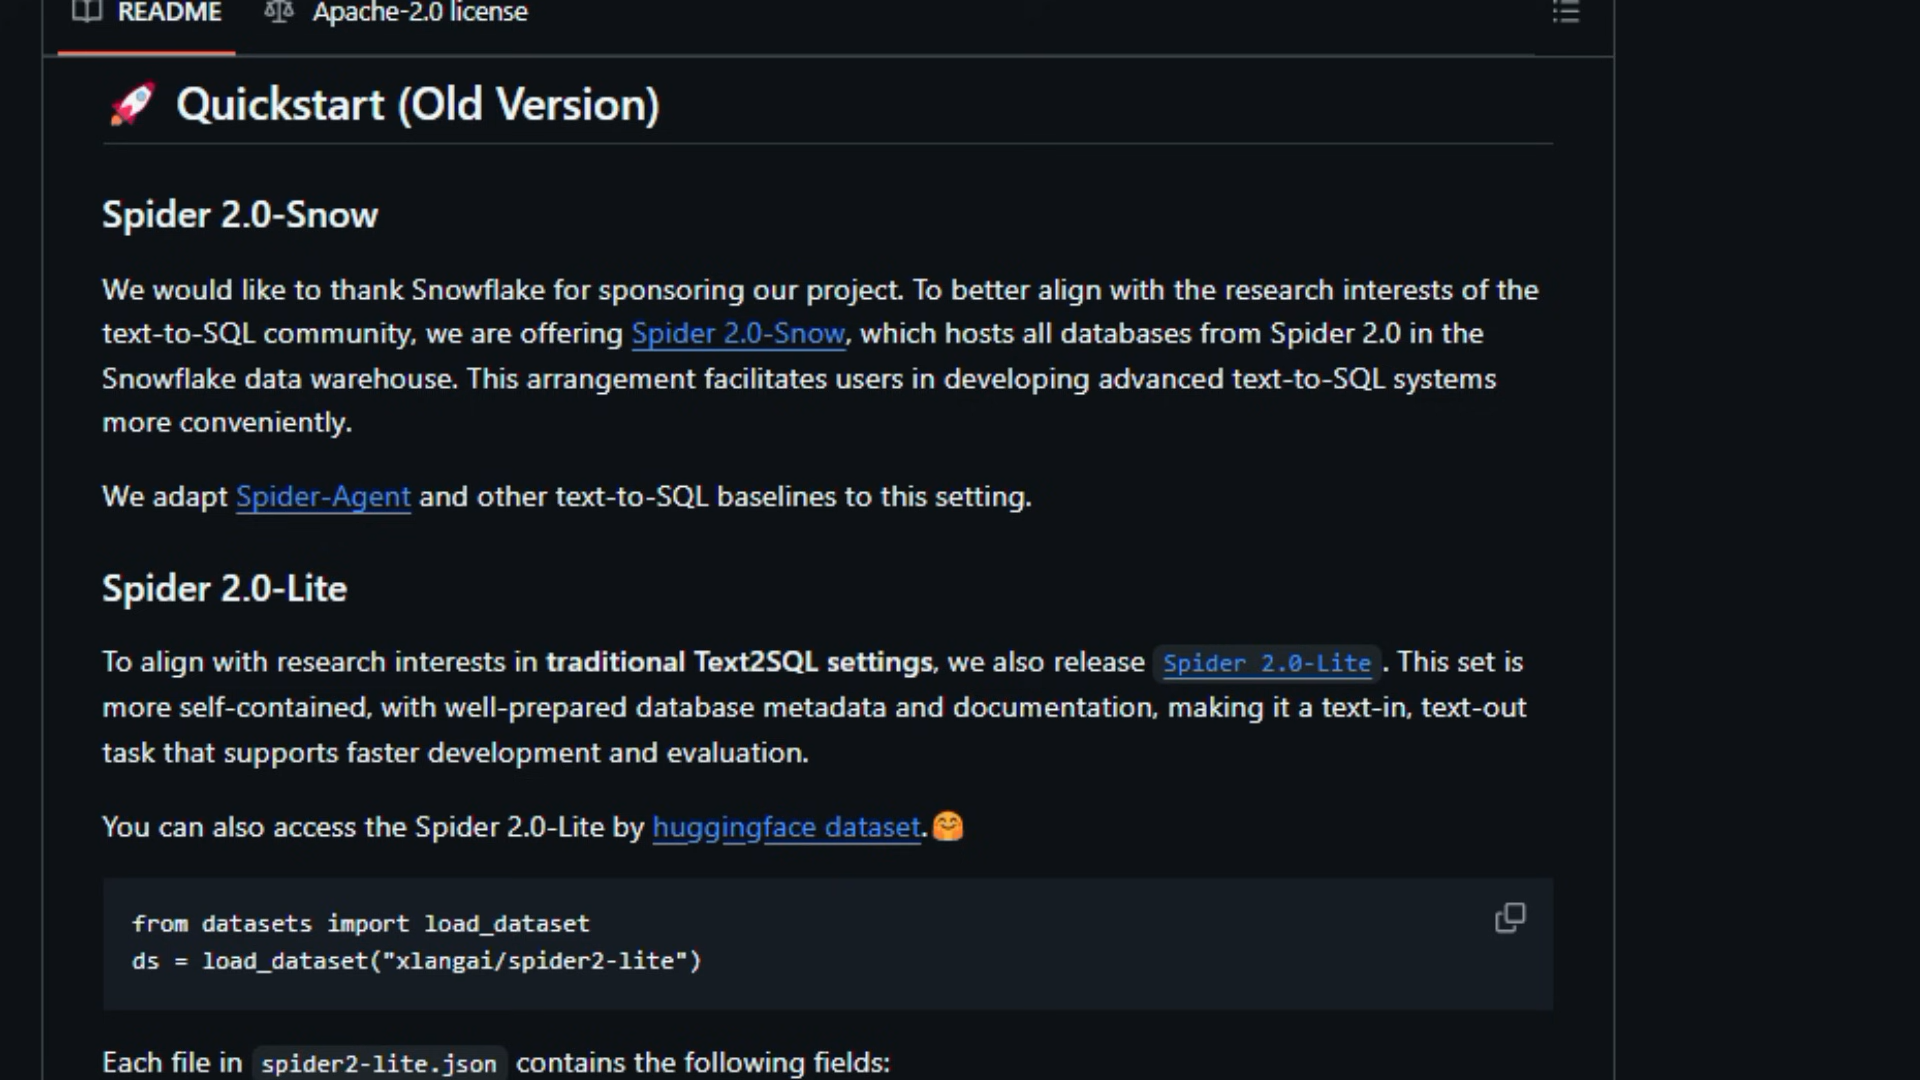 README Apache-2.0 license
🚀 Quickstart (Old Version)
Spider 2.0-Snow
We would like to thank Snowflake for sponsoring our project. To better align with the research interests of the
text-to-SQL community, we are offering Spider 2.0-Snow, which hosts all databases from Spider 2.0 in the
Snowflake data warehouse. This arrangement facilitates users in developing advanced text-to-SQL systems
more conveniently.
We adapt Spider-Agent and other text-to-SQL baselines to this setting.
Spider 2.0-Lite
To align with research interests in traditional Text2SQL settings, we also release Spider 2.0-Lite. This set is
more self-contained, with well-prepared database metadata and documentation, making it a text-in, text-out
task that supports faster development and evaluation.
You can also access the Spider 2.0-Lite by huggingface dataset.🤗
from datasets import load_dataset
ds = load_dataset("xlangai/spider2-lite")
Each file in spider2-lite.json contains the following fields: